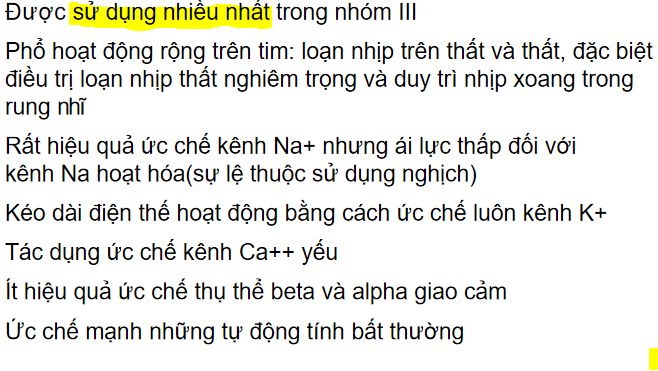 Được sử dụng nhiều nhất trong nhóm III
Phổ hoạt động rộng trên tim: loạn nhịp trên thất và thất, đặc biệt
điều trị loạn nhịp thất nghiêm trọng và duy trì nhịp xoang trong
rung nhĩ
Rất hiệu quả ức chế kênh Na+ nhưng ái lực thấp đối với
kênh Na hoạt hóa(sự lệ thuộc sử dụng nghịch)
Kéo dài điện thế hoạt động bằng cách ức chế luôn kênh K+
Tác dụng ức chế kênh Ca++ yếu
Ít hiệu quả ức chế thụ thể beta và alpha giao cảm
Ức chế mạnh những tự động tính bất thường